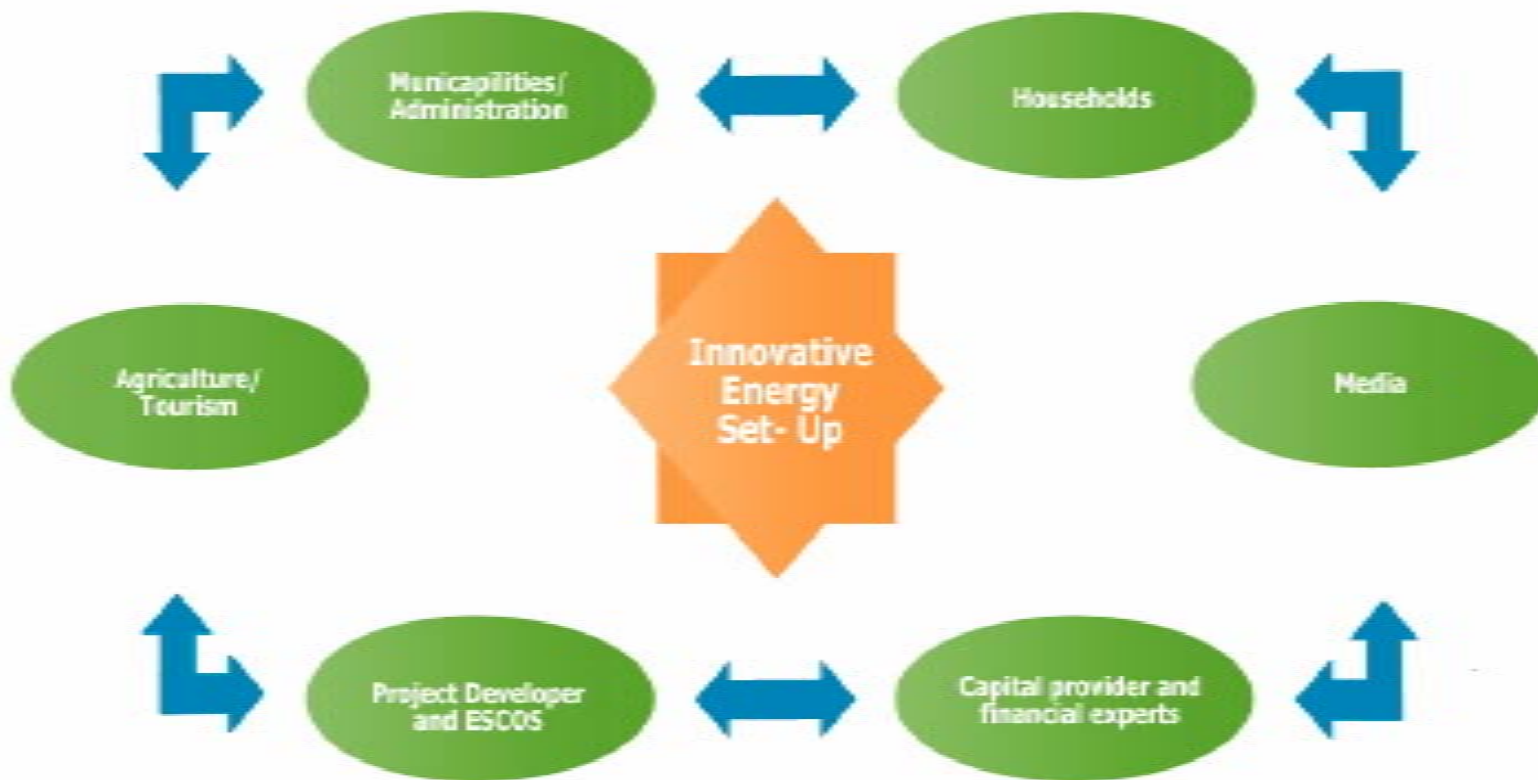 Municapilities/
Administration
Households
Innovative
Energy
Set- Up
Agriculture/
Tourism
Media
Project Developer
and ESCOS
Capital provider and
financial experts